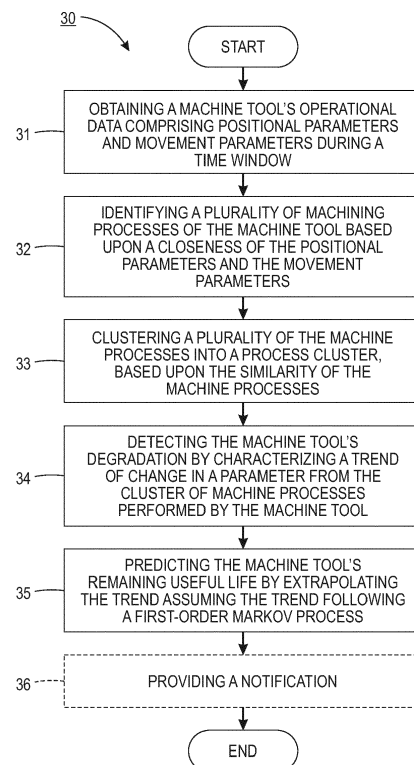 30
START
31
OBTAINING A MACHINE TOOL'S OPERATIONAL
DATA COMPRISING POSITIONAL PARAMETERS
AND MOVEMENT PARAMETERS DURING A
TIME WINDOW
32
IDENTIFYING A PLURALITY OF MACHINING
PROCESSES OF THE MACHINE TOOL BASED
UPON A CLOSENESS OF THE POSITIONAL
PARAMETERS AND THE MOVEMENT
PARAMETERS
33
CLUSTERING A PLURALITY OF THE MACHINE
PROCESSES INTO A PROCESS CLUSTER,
BASED UPON THE SIMILARITY OF THE
MACHINE PROCESSES
34
DETECTING THE MACHINE TOOL'S
DEGRADATION BY CHARACTERIZING A TREND
OF CHANGE IN A PARAMETER FROM THE
CLUSTER OF MACHINE PROCESSES
PERFORMED BY THE MACHINE TOOL
35
PREDICTING THE MACHINE TOOL'S
REMAINING USEFUL LIFE BY EXTRAPOLATING
THE TREND ASSUMING THE TREND FOLLOWING
A FIRST-ORDER MARKOV PROCESS
36
PROVIDING A NOTIFICATION
END